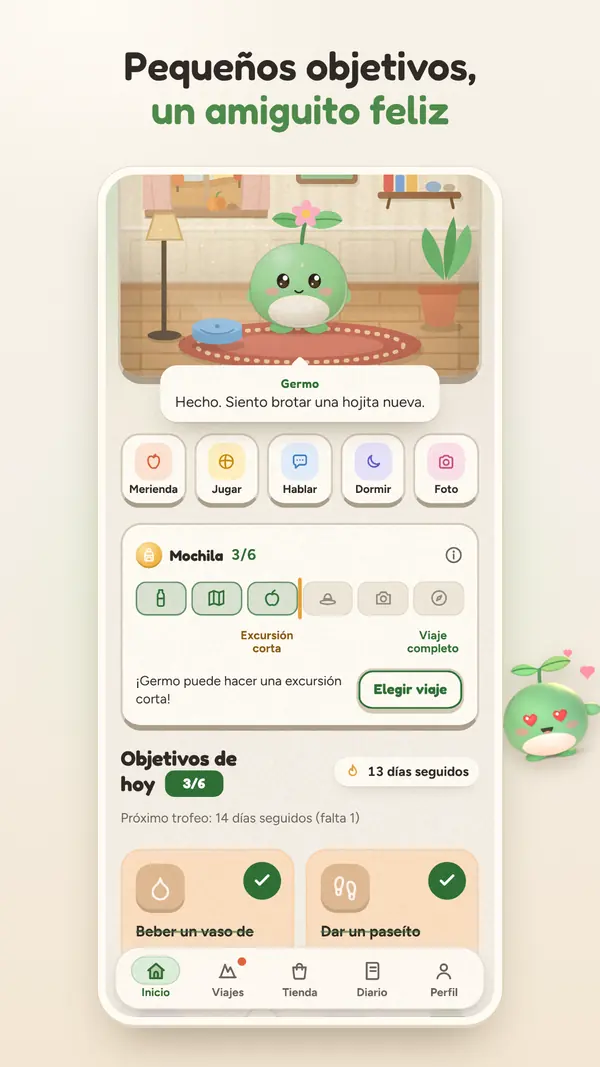 Pequeños objetivos,
un amiguito feliz
Germo
Hecho. Siento brotar una hojita nueva.
Merienda
Jugar
Hablar
Dormir
Foto
Mochila 3/6
Excursión
corta
Viaje
completo
¡Germo puede hacer una excursión
corta!
Elegir viaje
Objetivos de
hoy 3/6
13 días seguidos
Próximo trofeo: 14 días seguidos (falta 1)
Beber un vaso de
Dar un paseíto
Inicio
Viajes
Tienda
Diario
Perfil